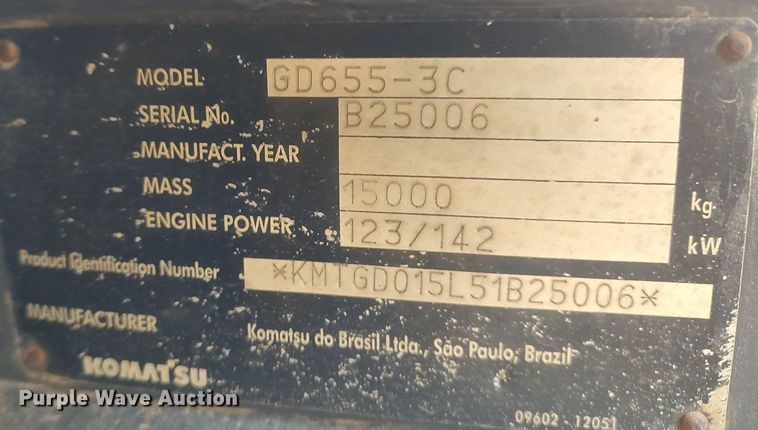 MODEL GD655-3C
SERIAL No. B25006
MANUFACT. YEAR
MASS 15000 kg
ENGINE POWER 123/142 kW
Product Identification Number *KMTGD015L51B25006*
MANUFACTURER Komatsu do Brasil Ltda., São Paulo, Brazil
KOMATSU
Purple Wave Auction
09602 - 12051